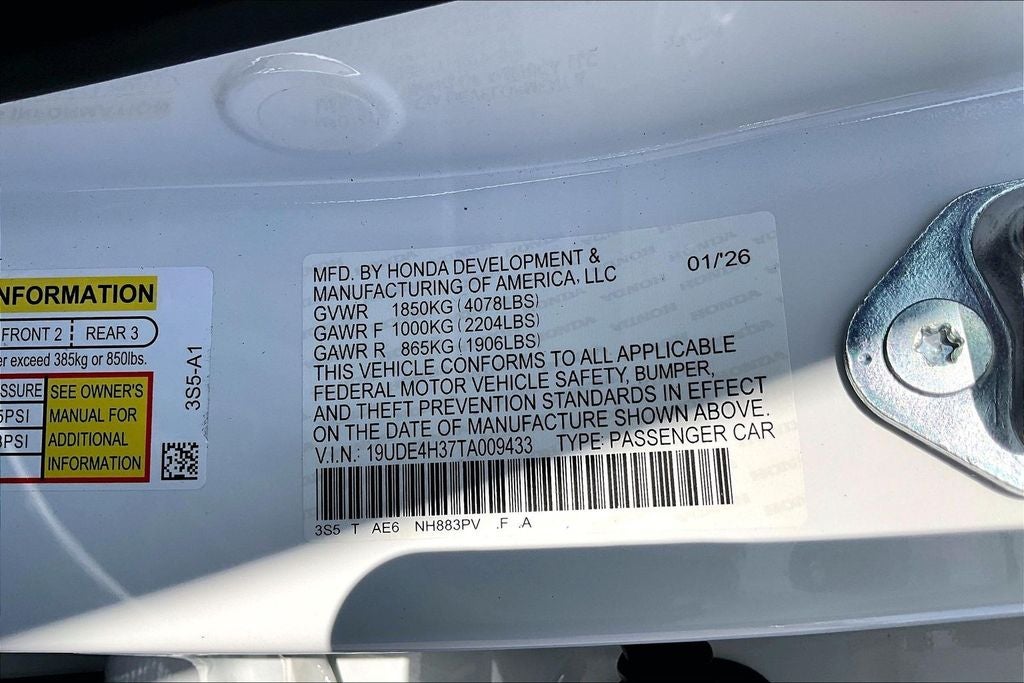 NFORMATION
FRONT 2 REAR 3
er exceed 385kg or 850lbs.
SSURE SEE OWNER'S
5PSI MANUAL FOR
PSI ADDITIONAL
INFORMATION
3S5-A1
MFD. BY HONDA DEVELOPMENT & 01/'26
MANUFACTURING OF AMERICA, LLC
GVWR 1850KG (4078LBS)
GAWR F 1000KG (2204LBS)
GAWR R 865KG (1906LBS)
THIS VEHICLE CONFORMS TO ALL APPLICABLE
FEDERAL MOTOR VEHICLE SAFETY, BUMPER,
AND THEFT PREVENTION STANDARDS IN EFFECT
ON THE DATE OF MANUFACTURE SHOWN ABOVE.
V.I.N.: 19UDE4H37TA009433 TYPE: PASSENGER CAR
3S5 T AE6 NH883PV .F .A